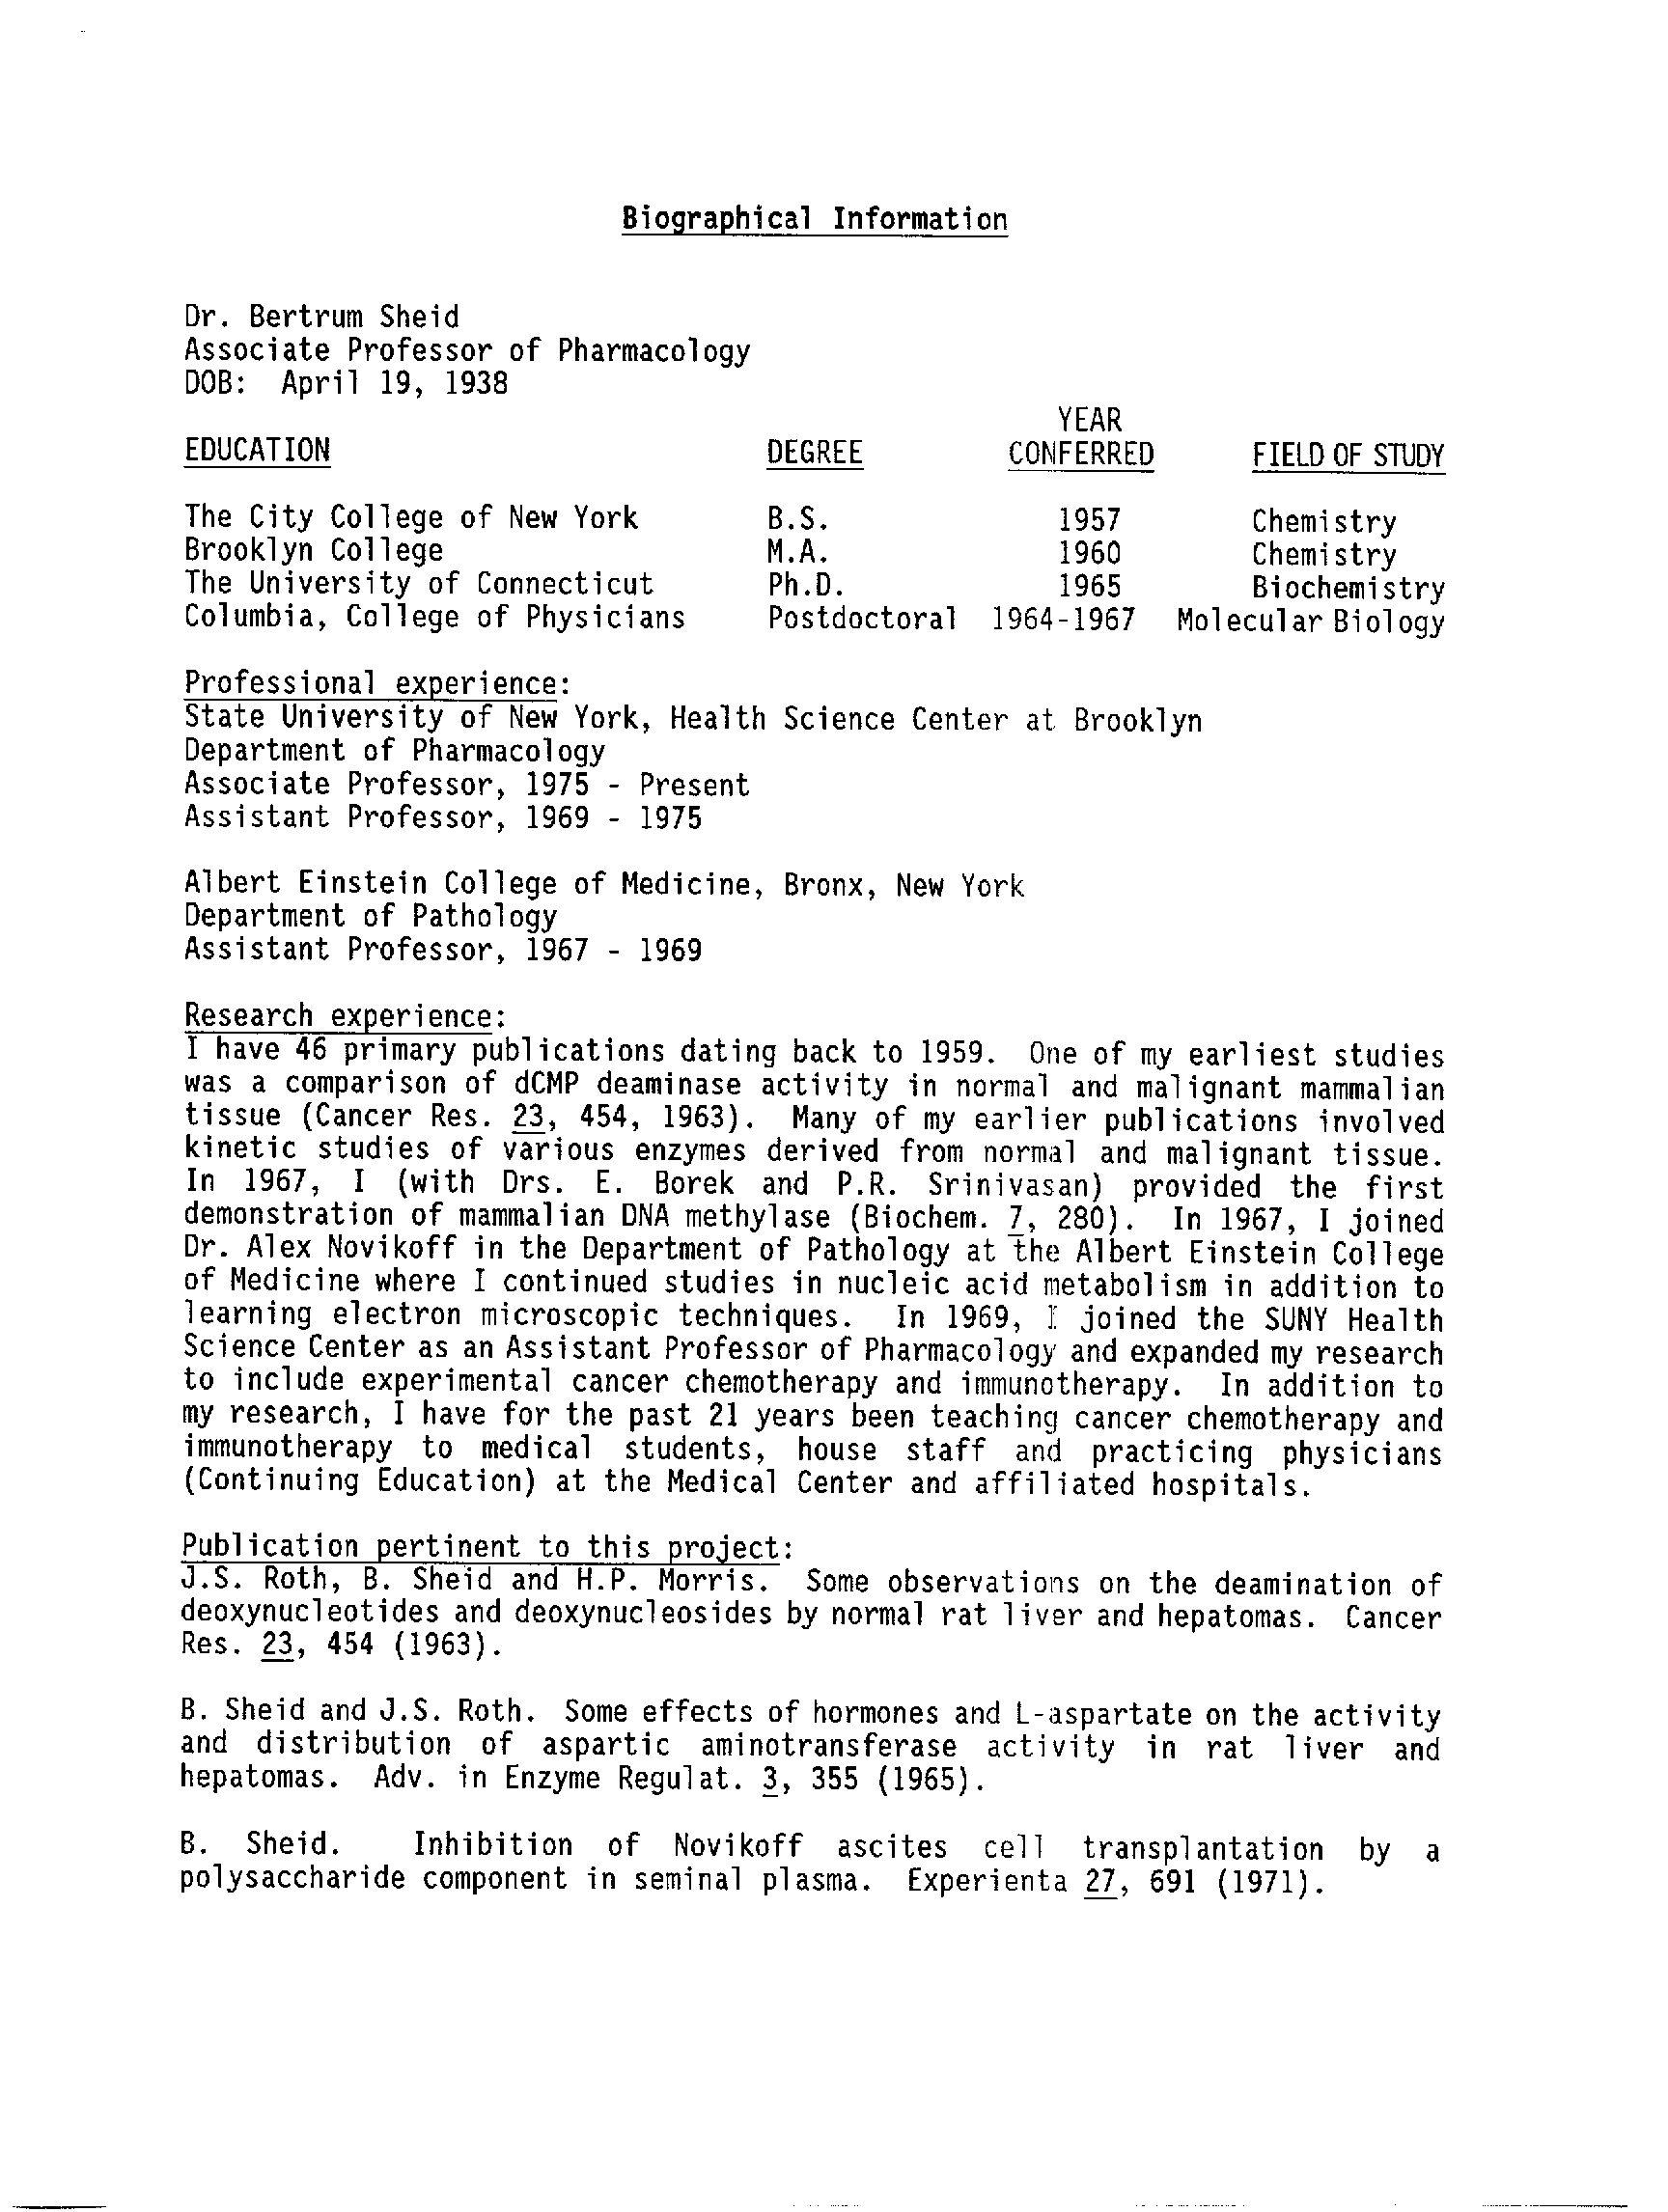 Biographical Information
Dr. Bertrum Sheid
Associate Professor of Pharmacology
DOB: April 19, 1938
YEAR
EDUCATION DEGREE CONFERRED FIELD OF STUDY
The City College of New York B.S. 1957 Chemistry
Brooklyn College M.A. 1960 Chemistry
The University of Connecticut Ph.D. 1965 Biochemistry
Columbia, College of Physicians Postdoctoral 1964-1967 Molecular Biology
Professional experience:
State University of New York, Health Science Center at Brooklyn
Department of Pharmacology
Associate Professor, 1975 - Present
Assistant Professor, 1969 - 1975
Albert Einstein College of Medicine, Bronx, New York
Department of Pathology
Assistant Professor, 1967 - 1969
Research experience:
I have 46 primary publications dating back to 1959. One of my earliest studies
was a comparison of dCMP deaminase activity in normal and malignant mammalian
tissue (Cancer Res. 23, 454, 1963). Many of my earlier publications involved
kinetic studies of various enzymes derived from normal and malignant tissue.
In 1967, I (with Drs. E. Borek and P.R. Srinivasan) provided the first
demonstration of mammalian DNA methylase (Biochem. 7, 280). In 1967, I joined
Dr. Alex Novikoff in the Department of Pathology at the Albert Einstein College
of Medicine where I continued studies in nucleic acid metabolism in addition to
learning electron microscopic techniques. In 1969, I joined the SUNY Health
Science Center as an Assistant Professor of Pharmacology and expanded my research
to include experimental cancer chemotherapy and immunotherapy. In addition to
my research, I have for the past 21 years been teaching cancer chemotherapy and
immunotherapy to medical students, house staff and practicing physicians
(Continuing Education) at the Medical Center and affiliated hospitals.
Publication pertinent to this project:
J.S. Roth, B. Sheid and H.P. Morris. Some observations on the deamination of
deoxynucleotides and deoxynucleosides by normal rat liver and hepatomas. Cancer
Res. 23, 454 (1963).
B. Sheid and J.S. Roth. Some effects of hormones and L-aspartate on the activity
and distribution of aspartic aminotransferase activity in rat liver and
hepatomas. Adv. in Enzyme Regulat. 3, 355 (1965).
B. Sheid. Inhibition of Novikoff ascites cell transplantation by a
polysaccharide component in seminal plasma. Experienta 27, 691 (1971).